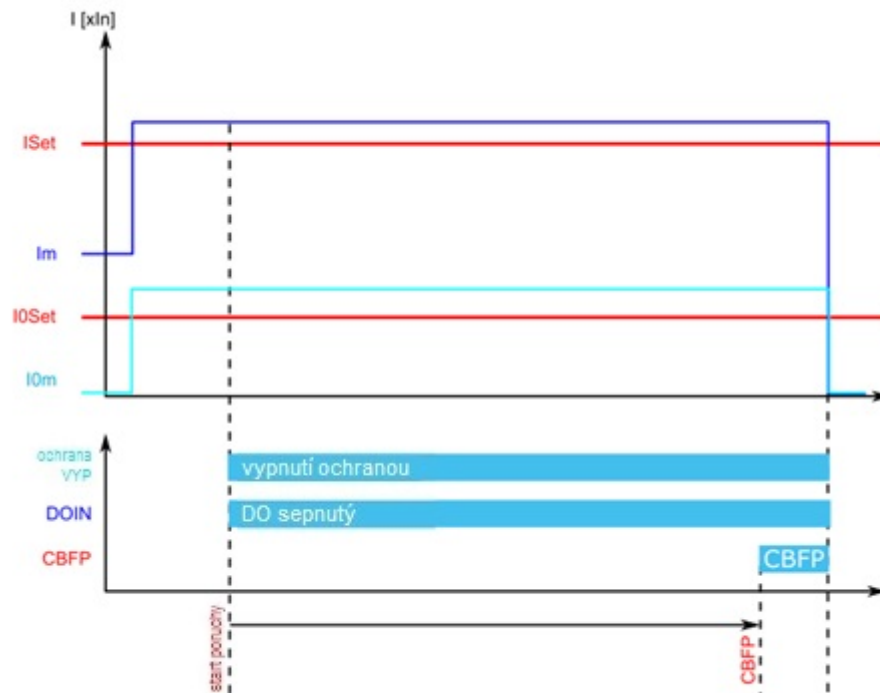 I [xIn]
ISet
Im
I0Set
I0m
ochrana
VYP
vypnutí ochranou
DOIN
DO sepnutý
CBFP
CBFP
start poruchy
CBFP